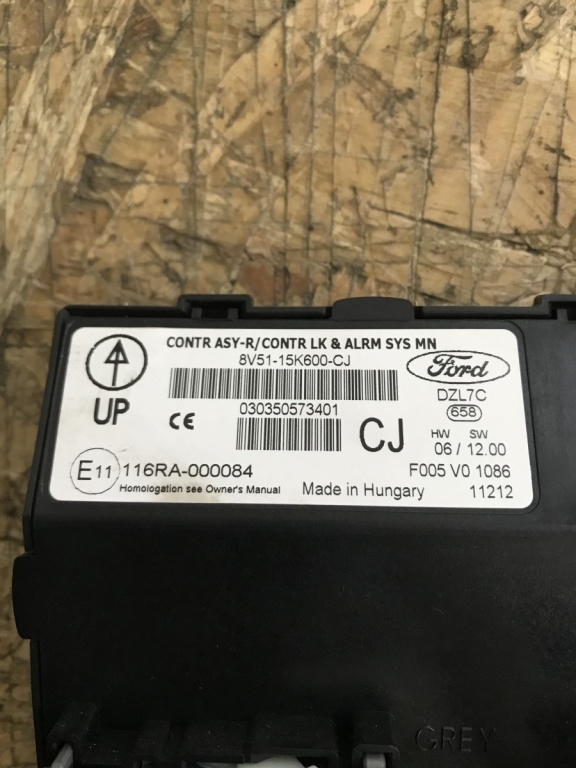 CONTR ASY-R/CONTR LK & ALRM SYS MN
8V51-15K600-CJ
Ford
DZL7C
658
UP
CE
030350573401
CJ
HW SW
06 / 12.00
E11 116RA-000084
F005 V0 1086
Homologation see Owner's Manual
Made in Hungary
11212
GREY